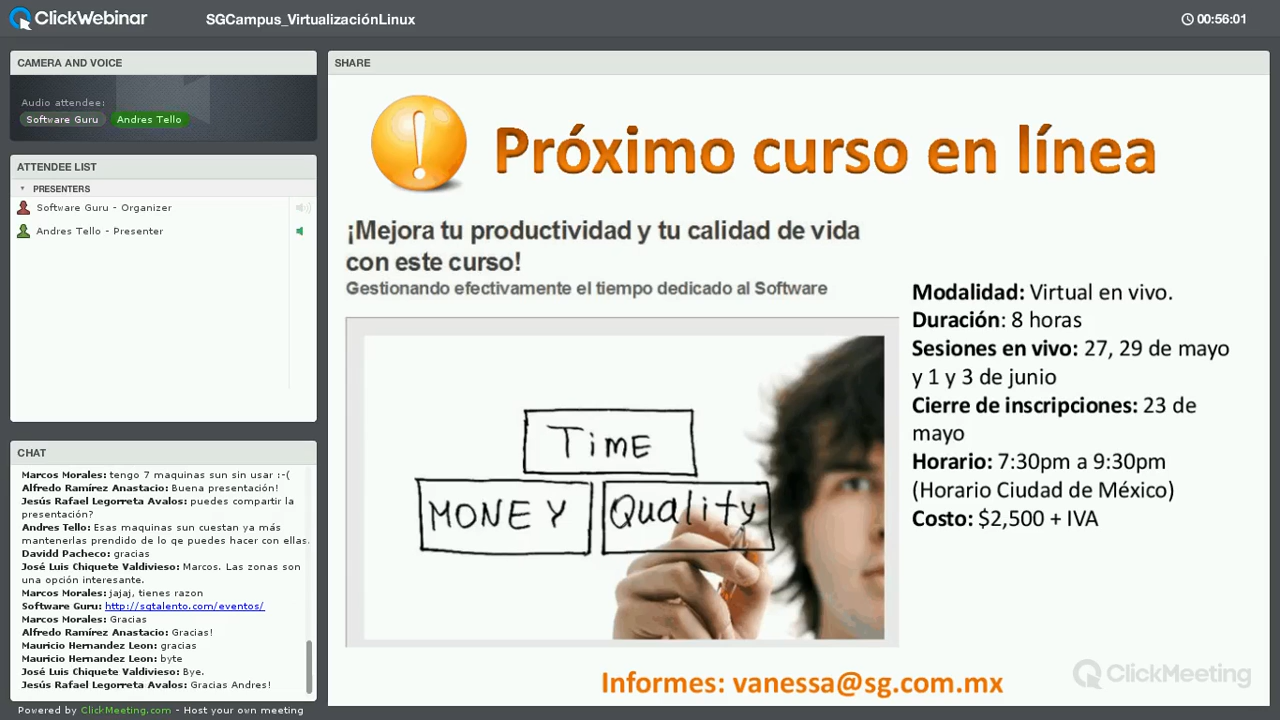 ClickWebinar
SGCampus_VirtualizaciónLinux
00:56:01
CAMERA AND VOICE
Audio attendee:
Software Guru Andres Tello
ATTENDEE LIST
PRESENTERS
Software Guru - Organizer
Andres Tello - Presenter
CHAT
Marcos Morales: tengo 7 maquinas sun sin usar :-(
Alfredo Ramírez Anastacio: Buena presentación!
Jesús Rafael Legorreta Avalos: puedes compartir la
presentación?
Andres Tello: Esas maquinas sun cuestan ya más
mantenerlas prendido de lo qe puedes hacer con ellas.
Davidd Pacheco: gracias
José Luis Chiquete Valdivieso: Marcos. Las zonas son
una opción interesante.
Marcos Morales: jajaj, tienes razon
Software Guru: http://sgtalento.com/eventos/
Marcos Morales: Gracias
Alfredo Ramírez Anastacio: Gracias!
Mauricio Hernandez Leon: gracias
Mauricio Hernandez Leon: byte
José Luis Chiquete Valdivieso: Bye.
Jesús Rafael Legorreta Avalos: Gracias Andres!
Powered by ClickMeeting.com - Host your own meeting
SHARE
Próximo curso en línea
¡Mejora tu productividad y tu calidad de vida
con este curso!
Gestionando efectivamente el tiempo dedicado al Software
TimE
MONEY Quality
Modalidad: Virtual en vivo.
Duración: 8 horas
Sesiones en vivo: 27, 29 de mayo
y 1 y 3 de junio
Cierre de inscripciones: 23 de
mayo
Horario: 7:30pm a 9:30pm
(Horario Ciudad de México)
Costo: $2,500 + IVA
Informes: vanessa@sg.com.mx
ClickMeeting